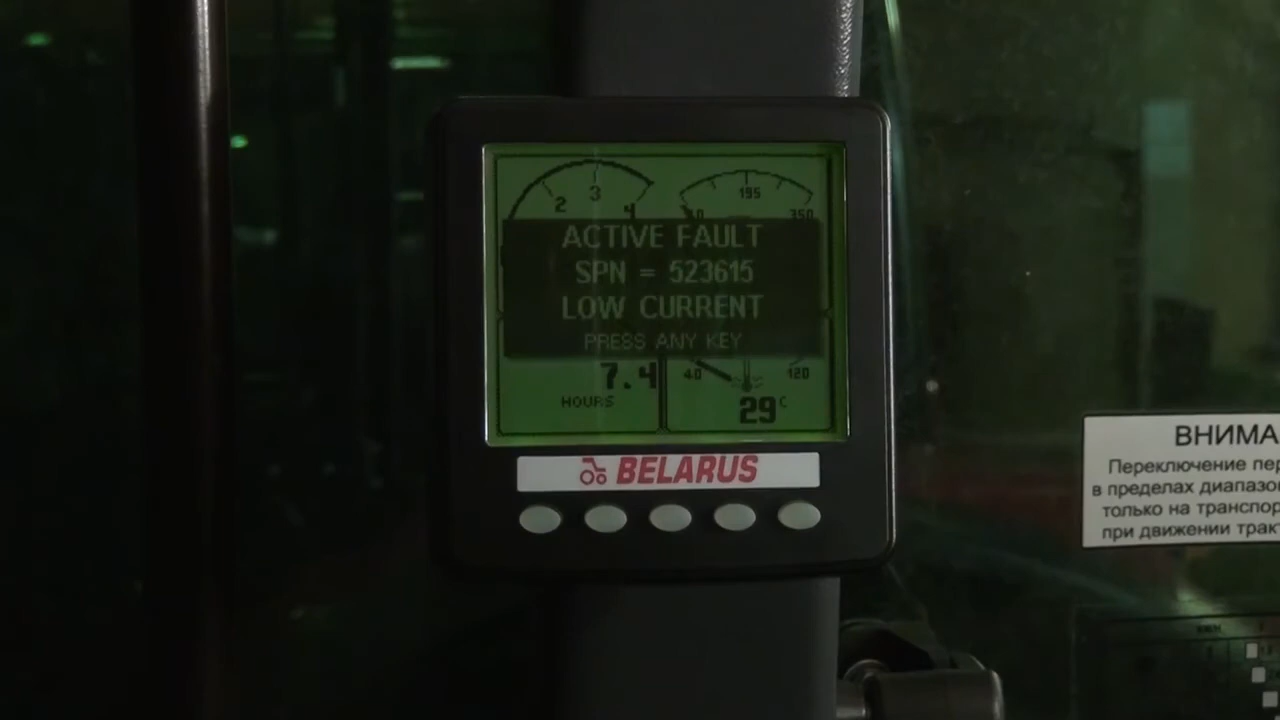 2 3 4
195
350
ACTIVE FAULT
SPN = 523615
LOW CURRENT
PRESS ANY KEY
7.4
HOURS
40 120
29 C
BELARUS
ВНИМА
Переключение пер
в пределах диапазо
только на транспор
при движении трак